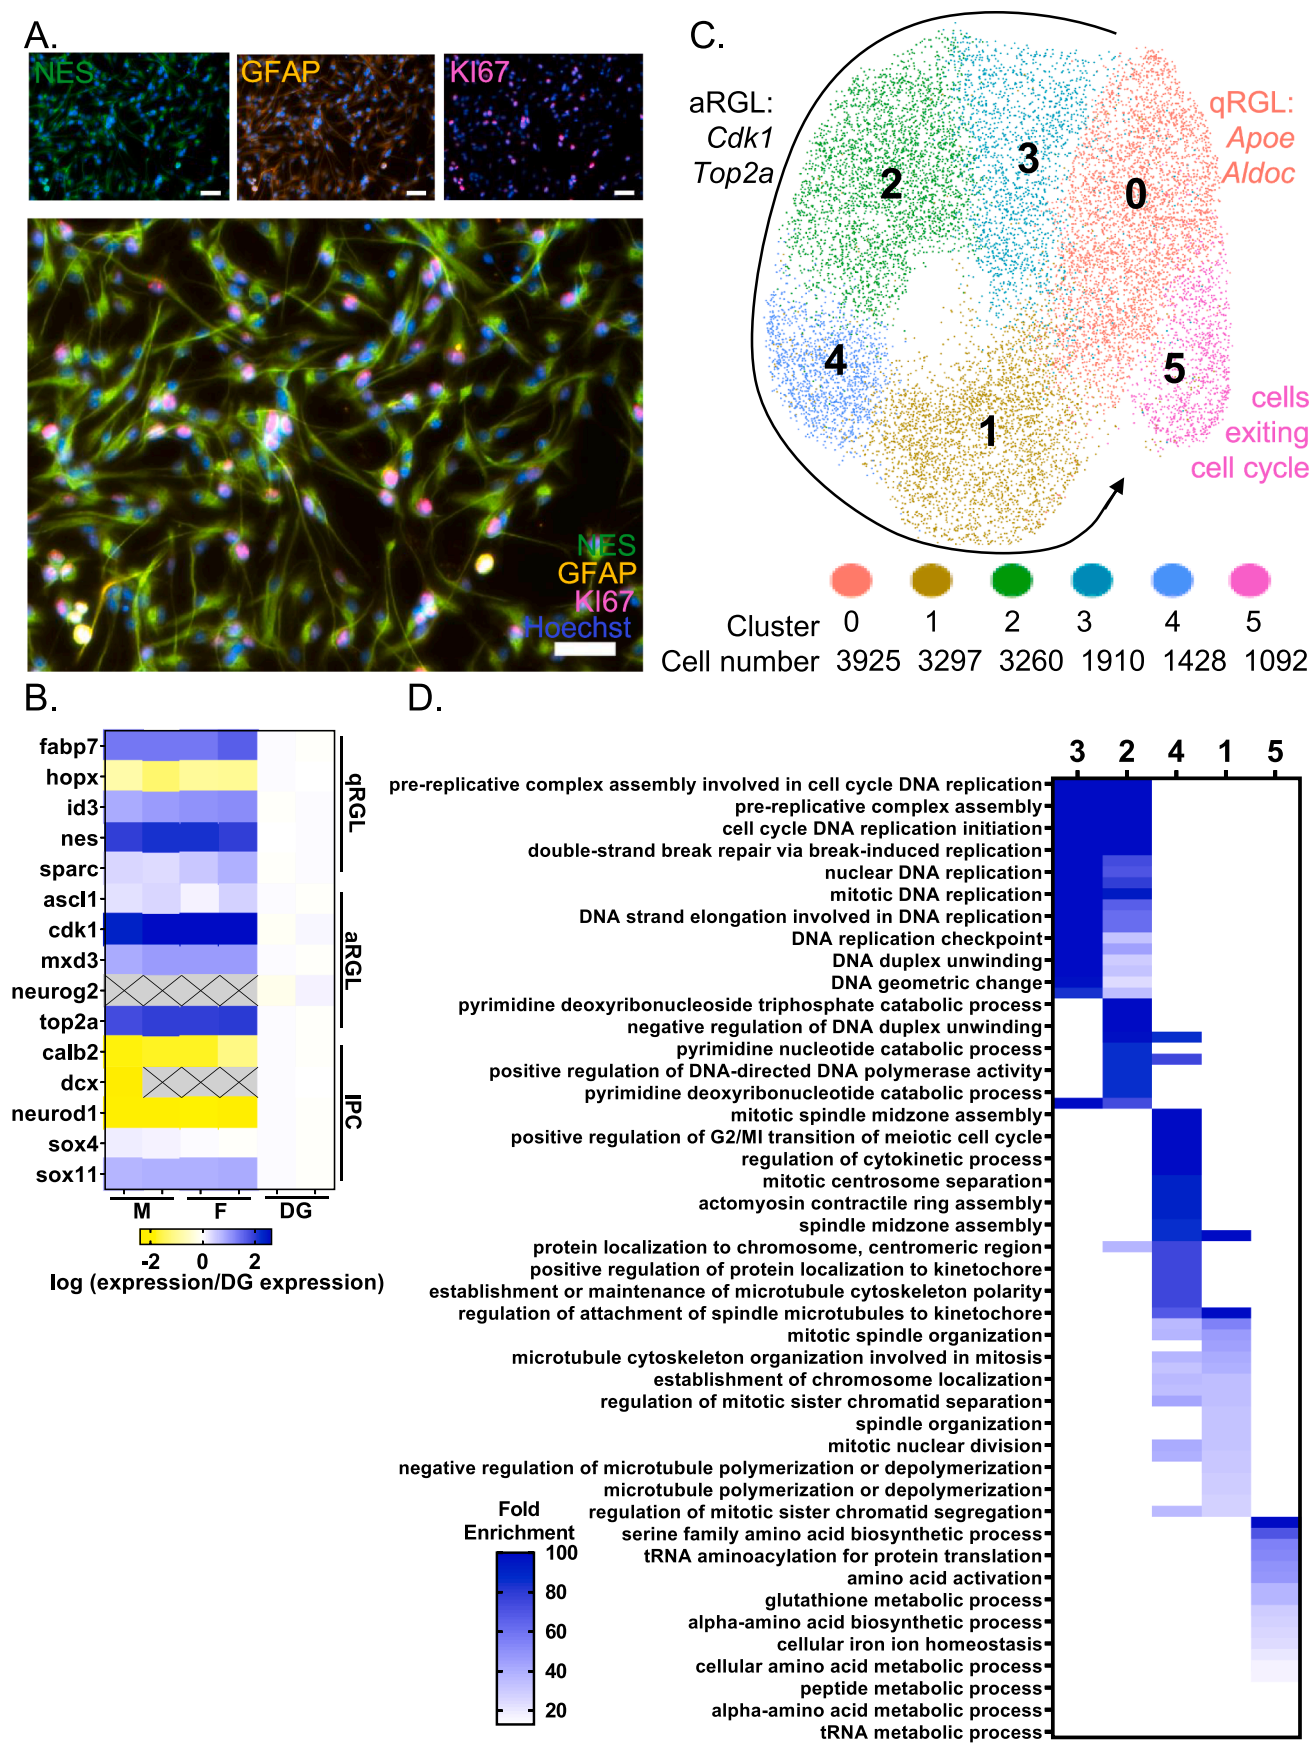 A.
NES
GFAP
KI67
NES
GFAP
KI67
Hoechst
C.
aRGL:
Cdk1
Top2a
qRGL:
Apoe
Aldoc
2
3
0
4
5
1
cells
exiting
cell cycle
Cluster 0 1 2 3 4 5
Cell number 3925 3297 3260 1910 1428 1092
B.
fabp7
hopx
id3
nes
sparc
ascl1
cdk1
mxd3
neurog2
top2a
calb2
dcx
neurod1
sox4
sox11
qRGL
aRGL
IPC
M F DG
-2 0 2
log (expression/DG expression)
D.
3 2 4 1 5
pre-replicative complex assembly involved in cell cycle DNA replication
pre-replicative complex assembly
cell cycle DNA replication initiation
double-strand break repair via break-induced replication
nuclear DNA replication
mitotic DNA replication
DNA strand elongation involved in DNA replication
DNA replication checkpoint
DNA duplex unwinding
DNA geometric change
pyrimidine deoxyribonucleoside triphosphate catabolic process
negative regulation of DNA duplex unwinding
pyrimidine nucleotide catabolic process
positive regulation of DNA-directed DNA polymerase activity
pyrimidine deoxyribonucleotide catabolic process
mitotic spindle midzone assembly
positive regulation of G2/MI transition of meiotic cell cycle
regulation of cytokinetic process
mitotic centrosome separation
actomyosin contractile ring assembly
spindle midzone assembly
protein localization to chromosome, centromeric region
positive regulation of protein localization to kinetochore
establishment or maintenance of microtubule cytoskeleton polarity
regulation of attachment of spindle microtubules to kinetochore
mitotic spindle organization
microtubule cytoskeleton organization involved in mitosis
establishment of chromosome localization
regulation of mitotic sister chromatid separation
spindle organization
mitotic nuclear division
negative regulation of microtubule polymerization or depolymerization
microtubule polymerization or depolymerization
regulation of mitotic sister chromatid segregation
serine family amino acid biosynthetic process
tRNA aminoacylation for protein translation
amino acid activation
glutathione metabolic process
alpha-amino acid biosynthetic process
cellular iron ion homeostasis
cellular amino acid metabolic process
peptide metabolic process
alpha-amino acid metabolic process
tRNA metabolic process
Fold
Enrichment
100
80
60
40
20